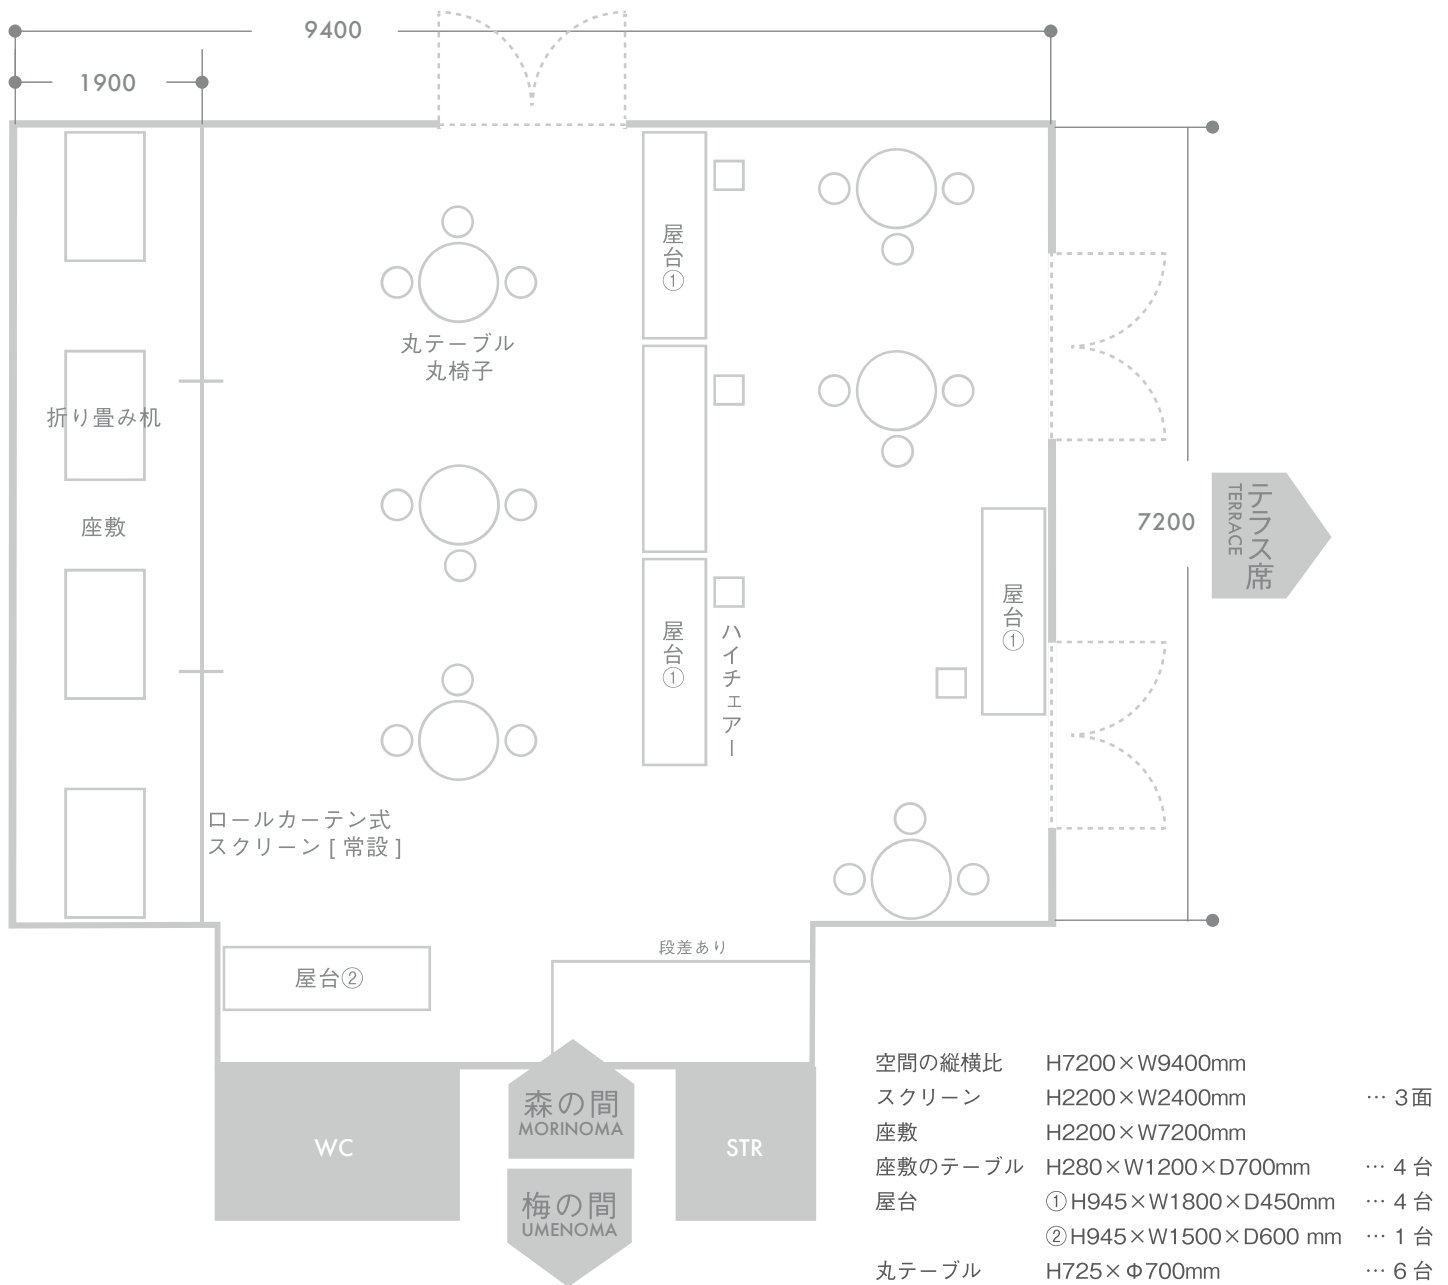 9400
1900
屋台①
丸テーブル
丸椅子
折り畳み机
座敷
7200
テラス席
TERRACE
屋台①
屋台①
ハイチェアー
ロールカーテン式
スクリーン [ 常設 ]
段差あり
屋台②
森の間
MORINOMA
WC
STR
梅の間
UMENOMA
空間の縦横比 H7200×W9400mm
スクリーン H2200×W2400mm … 3面
座敷 H2200×W7200mm
座敷のテーブル H280×W1200×D700mm … 4 台
屋台 ①H945×W1800×D450mm … 4 台
②H945×W1500×D600 mm … 1 台
丸テーブル H725×Φ700mm … 6 台